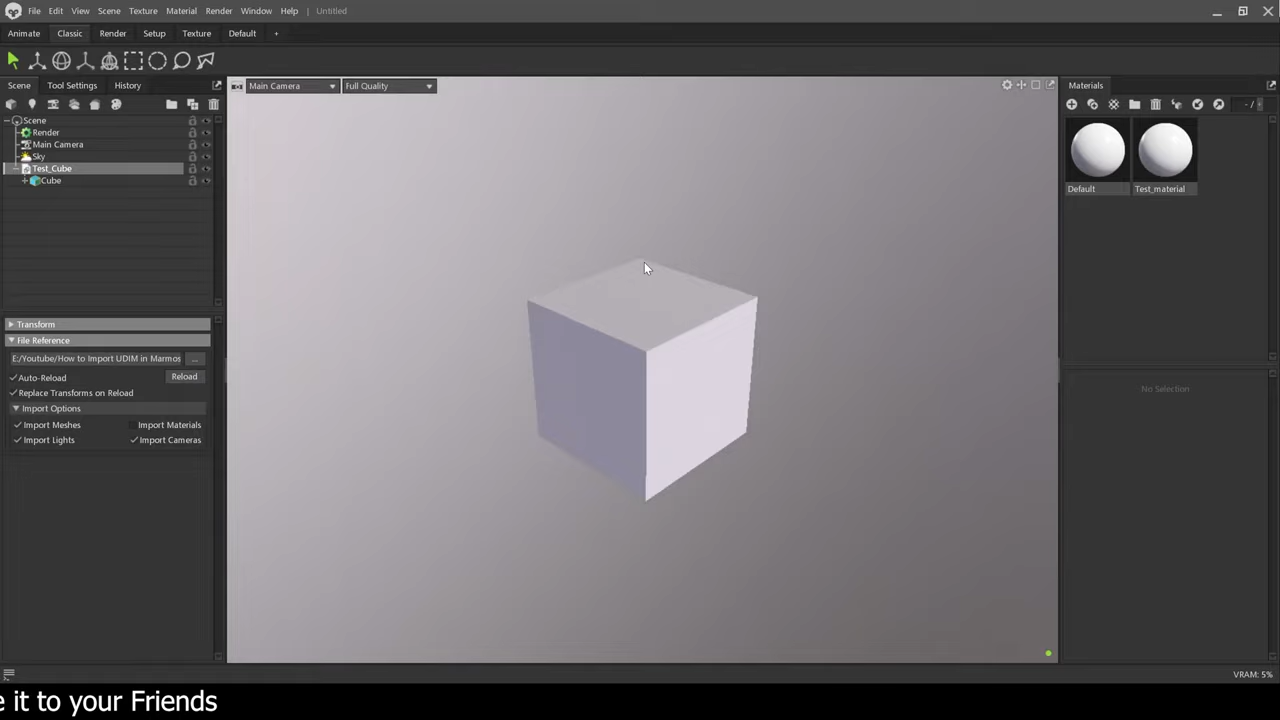 File Edit View Scene Texture Material Render Window Help | Untitled
Animate Classic Render Setup Texture Default +
Scene Tool Settings History
Main Camera Full Quality
Materials
- /
Scene
Render
Main Camera
Sky
Test_Cube
Cube
Default Test_material
Transform
File Reference
E:/Youtube/How to Import UDIM in Marmos ...
Auto-Reload Reload
Replace Transforms on Reload
Import Options
Import Meshes Import Materials
Import Lights Import Cameras
No Selection
VRAM: 5%
e it to your Friends